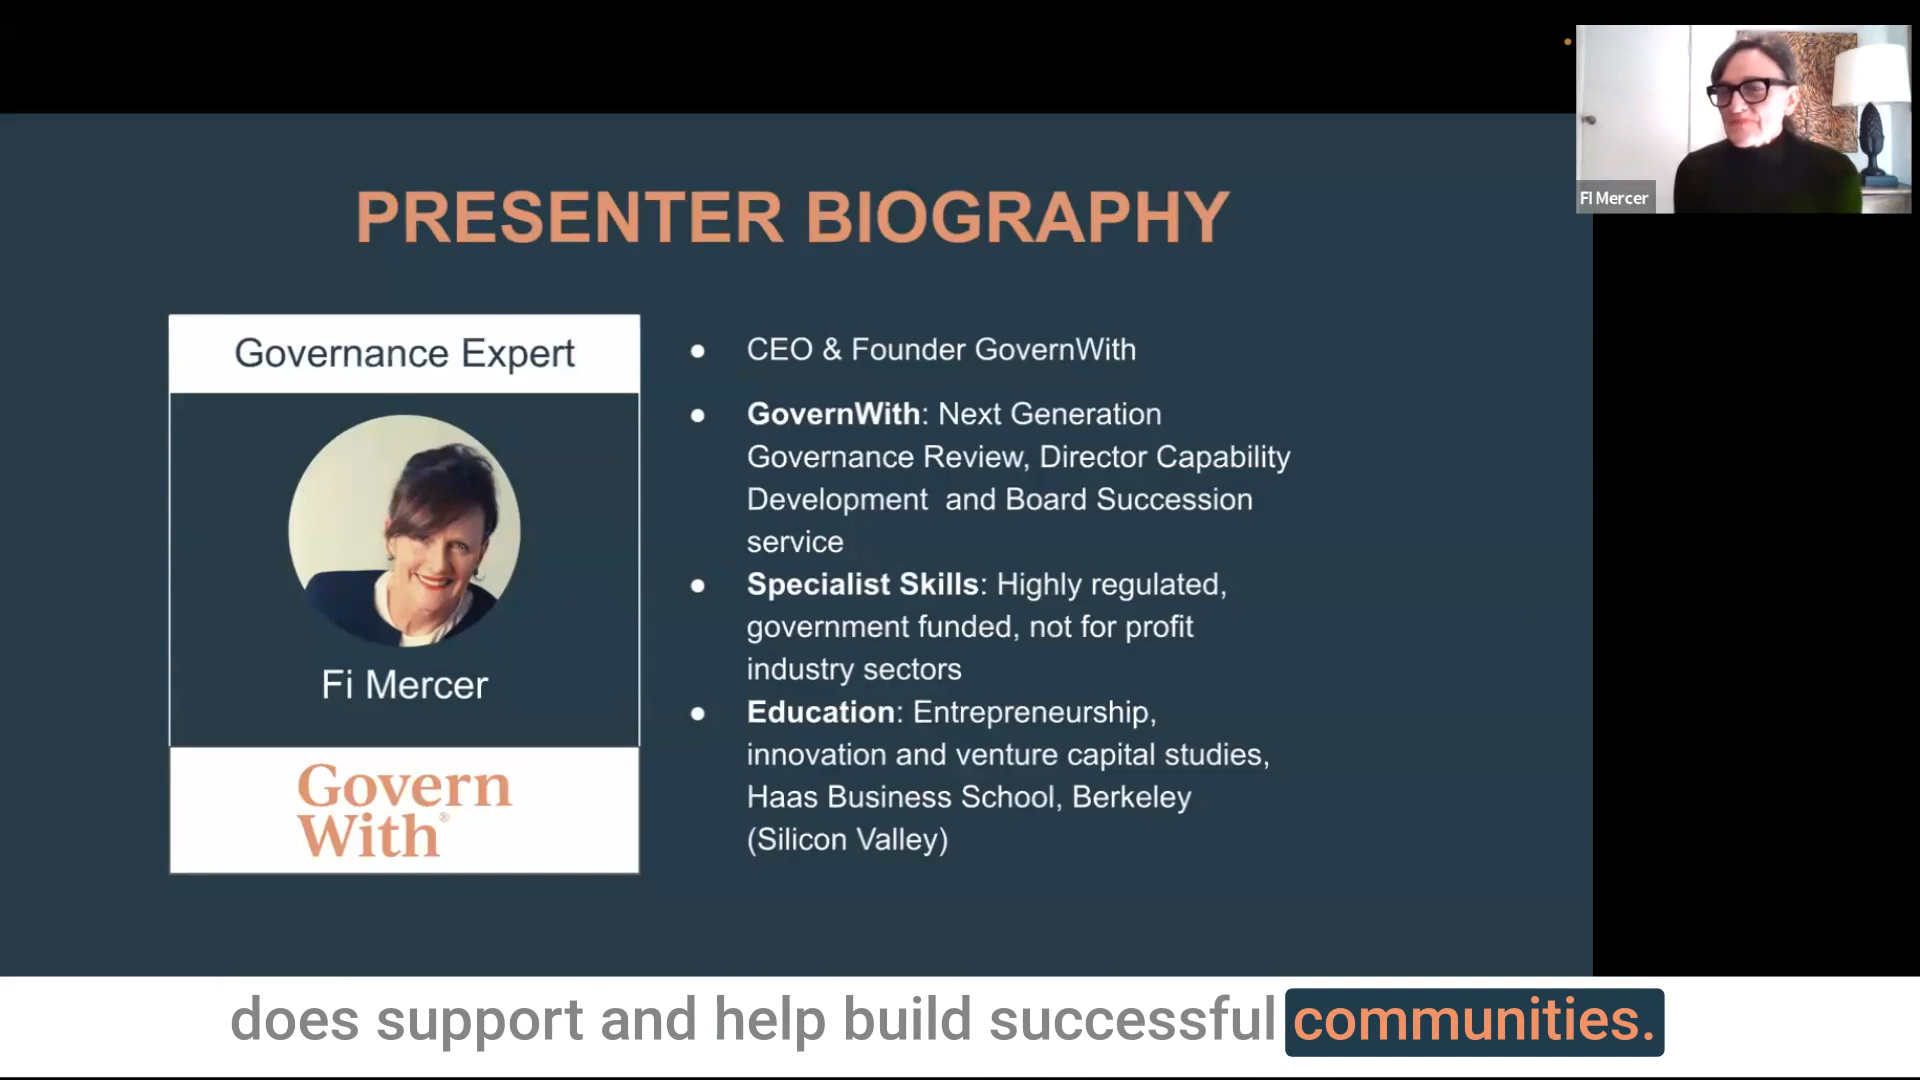 FI Mercer
PRESENTER BIOGRAPHY
Governance Expert
Fi Mercer
Govern
With®
● CEO & Founder GovernWith
● GovernWith: Next Generation
Governance Review, Director Capability
Development and Board Succession
service
● Specialist Skills: Highly regulated,
government funded, not for profit
industry sectors
● Education: Entrepreneurship,
innovation and venture capital studies,
Haas Business School, Berkeley
(Silicon Valley)
does support and help build successful communities.